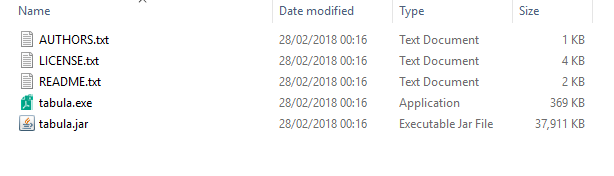 Name Date modified Type Size
AUTHORS.txt 28/02/2018 00:16 Text Document 1 KB
LICENSE.txt 28/02/2018 00:16 Text Document 4 KB
README.txt 28/02/2018 00:16 Text Document 2 KB
tabula.exe 28/02/2018 00:16 Application 369 KB
tabula.jar 28/02/2018 00:16 Executable Jar File 37,911 KB